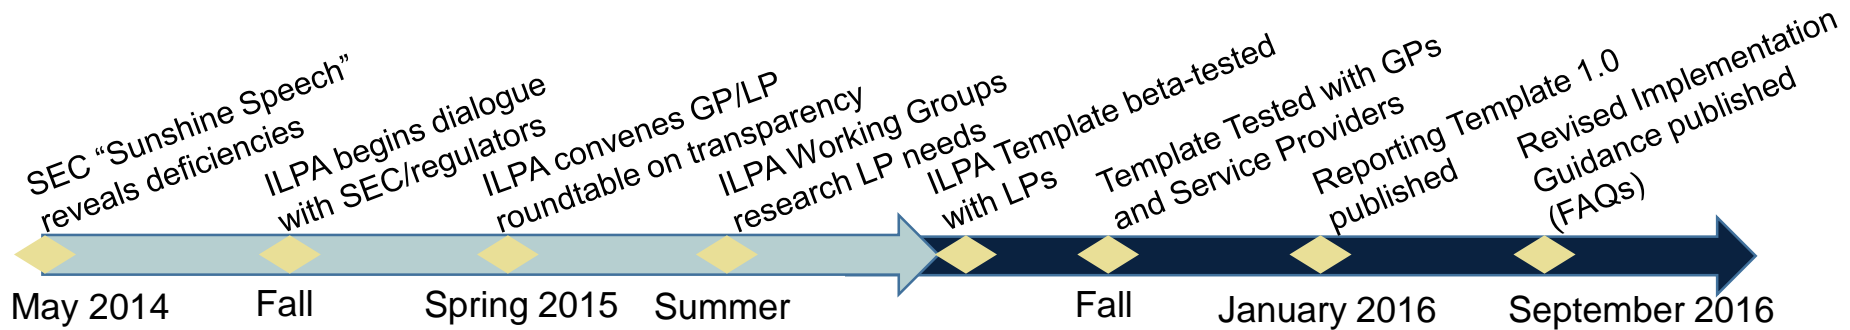 SEC “Sunshine Speech”
reveals deficiencies
ILPA begins dialogue
with SEC/regulators
ILPA convenes GP/LP
roundtable on transparency
ILPA Working Groups
research LP needs
ILPA Template beta-tested
with LPs
Template Tested with GPs
and Service Providers
Reporting Template 1.0
published
Revised Implementation
Guidance published
(FAQs)
May 2014
Fall
Spring 2015
Summer
Fall
January 2016
September 2016